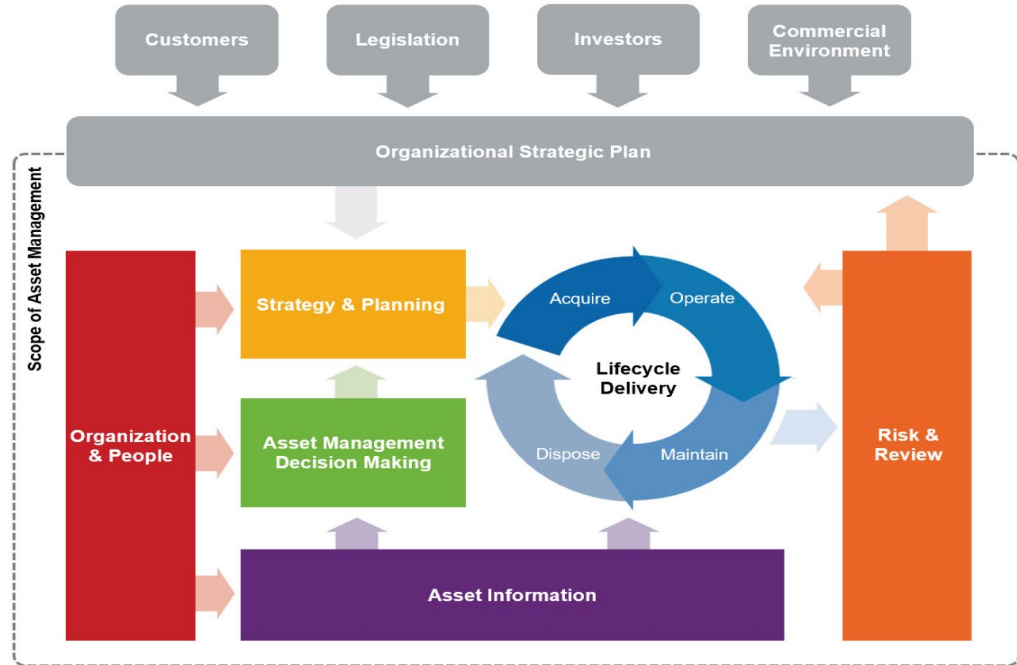 Customers
Legislation
Investors
Commercial
Environment
Organizational Strategic Plan
Scope of Asset Management
Strategy & Planning
Acquire
Operate
Lifecycle
Delivery
Organization
& People
Asset Management
Decision Making
Dispose
Maintain
Risk &
Review
Asset Information